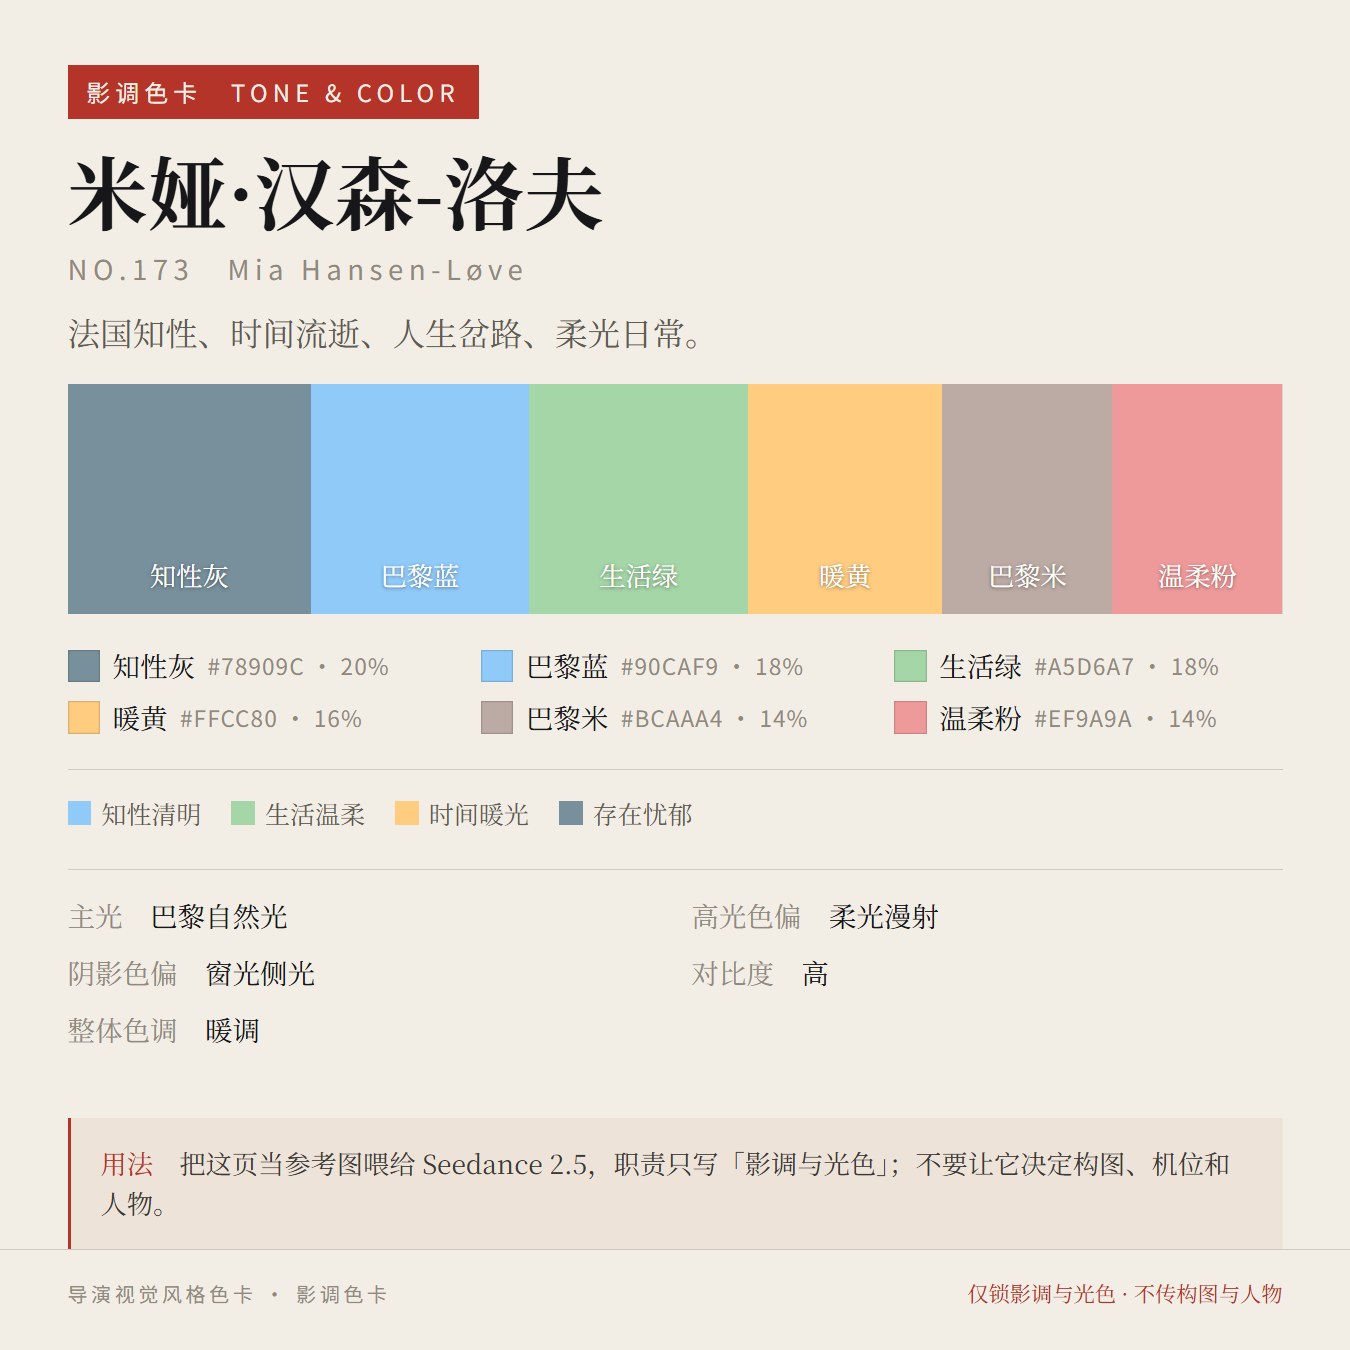 影调色卡 TONE & COLOR
米娅·汉森-洛夫
NO.173 Mia Hansen-Løve
法国知性、时间流逝、人生岔路、柔光日常。
知性灰 巴黎蓝 生活绿 暖黄 巴黎米 温柔粉
知性灰 #78909C · 20% 巴黎蓝 #90CAF9 · 18% 生活绿 #A5D6A7 · 18%
暖黄 #FFCC80 · 16% 巴黎米 #BCAAA4 · 14% 温柔粉 #EF9A9A · 14%
知性清明 生活温柔 时间暖光 存在忧郁
主光 巴黎自然光 高光色偏 柔光漫射
阴影色偏 窗光侧光 对比度 高
整体色调 暖调
用法 把这页当参考图喂给 Seedance 2.5，职责只写「影调与光色」；不要让它决定构图、机位和
人物。
导演视觉风格色卡 · 影调色卡 仅锁影调与光色 · 不传构图与人物